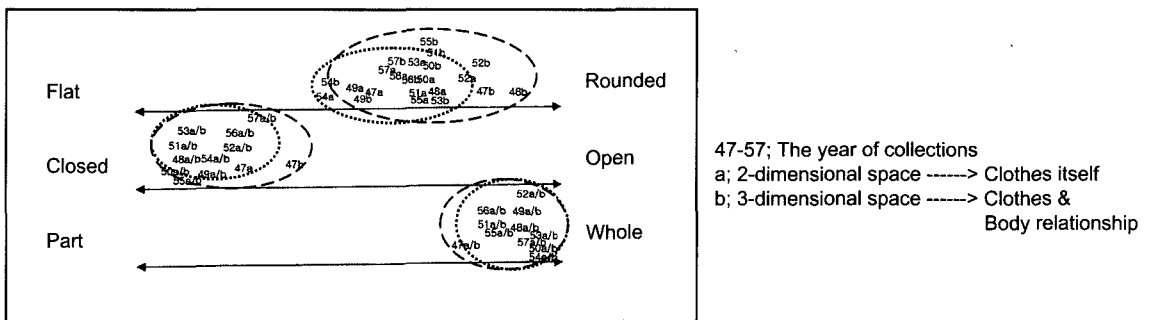 55b
51b
57b 53a 52b
50b
57a
56a 56b 50a 52a
54b
49a 47a 51a 48a 47b 48b
54a 49b 55a 53b
Flat Rounded
57a/b
53a/b 56a/b
51a/b 52a/b
48a/b 54a/b
50a/b 49a/b 47a 47b
55a/b
Closed Open
52a/b
56a/b 49a/b
51a/b 48a/b
55a/b 53a/b
47a/b 57a/b
50a/b
54a/b
Part Whole
47-57; The year of collections
a; 2-dimensional space ------> Clothes itself
b; 3-dimensional space ------> Clothes &
Body relationship